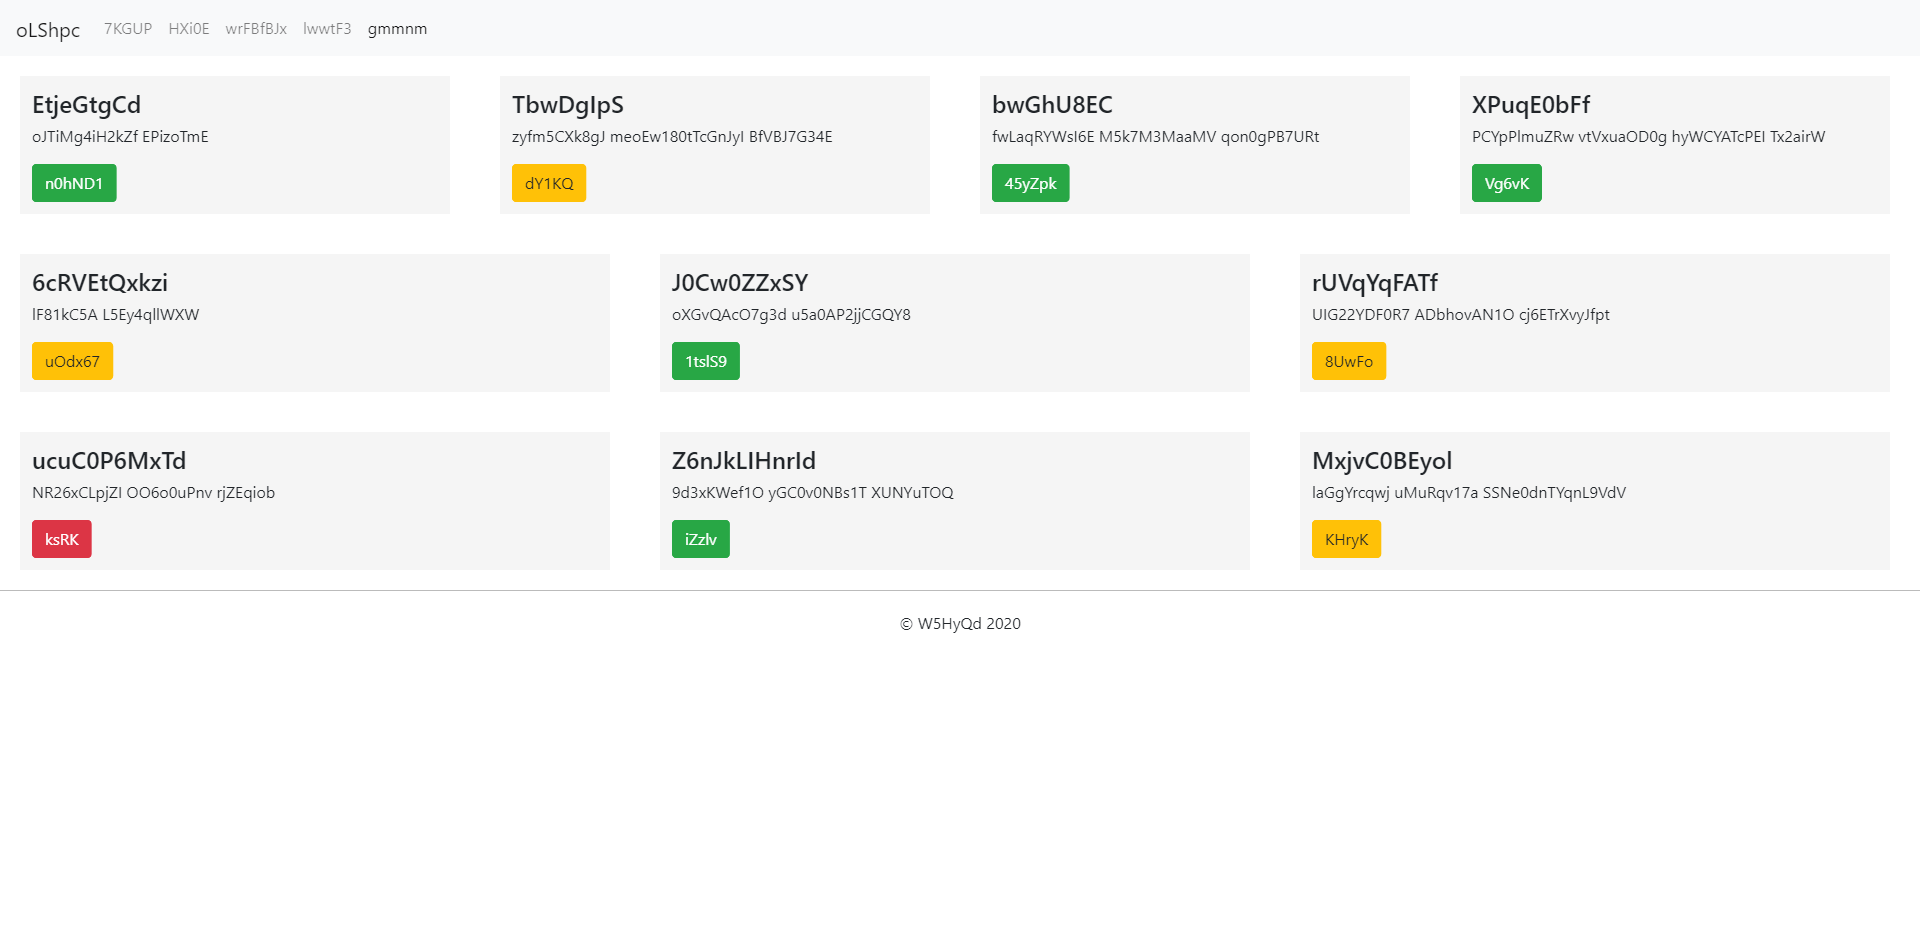 oLShpc 7KGUP HXi0E wrFBfBJx lwwtF3 gmmnm
EtjeGtgCd
oJTiMg4iH2kZf EPizoTmE
n0hND1
TbwDgIpS
zyfm5CXk8gJ meoEw180tTcGnJyI BfVBJ7G34E
dY1KQ
bwGhU8EC
fwLaqRYWsI6E M5k7M3MaaMV qon0gPB7URt
45yZpk
XPuqE0bFf
PCYpPlmuZRw vtVxuaOD0g hyWCYATcPEI Tx2airW
Vg6vK
6cRVEtQxkzi
lF81kC5A L5Ey4qllWXW
uOdx67
J0Cw0ZZxSY
oXGvQAcO7g3d u5a0AP2jjCGQY8
1tslS9
rUVqYqFATf
UIG22YDF0R7 ADbhovAN1O cj6ETrXvyJfpt
8UwFo
ucuC0P6MxTd
NR26xCLpjZI OO6o0uPnv rjZEqiob
ksRK
Z6nJkLIHnrId
9d3xKWef1O yGC0v0NBs1T XUNYuTOQ
iZzlv
MxjvC0BEyol
laGgYrcqwj uMuRqv17a SSNe0dnTYqnL9VdV
KHryK
© W5HyQd 2020